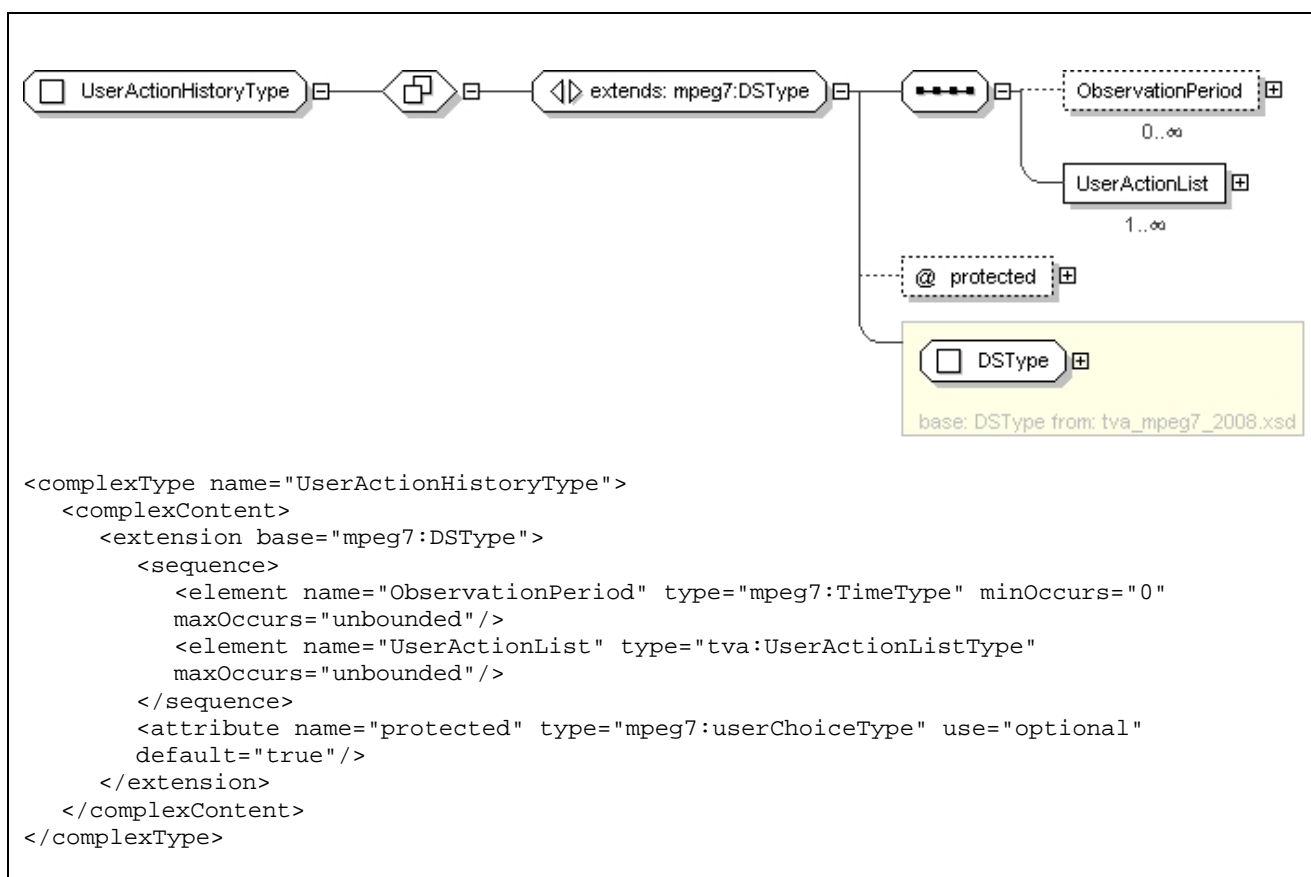 UserActionHistoryType
extends: mpeg7:DSType
ObservationPeriod
0..∞
UserActionList
1..∞
@ protected
DSType
base: DSType from: tva_mpeg7_2008.xsd
<complexType name="UserActionHistoryType">
<complexContent>
<extension base="mpeg7:DSType">
<sequence>
<element name="ObservationPeriod" type="mpeg7:TimeType" minOccurs="0"
maxOccurs="unbounded"/>
<element name="UserActionList" type="tva:UserActionListType"
maxOccurs="unbounded"/>
</sequence>
<attribute name="protected" type="mpeg7:userChoiceType" use="optional"
default="true"/>
</extension>
</complexContent>
</complexType>